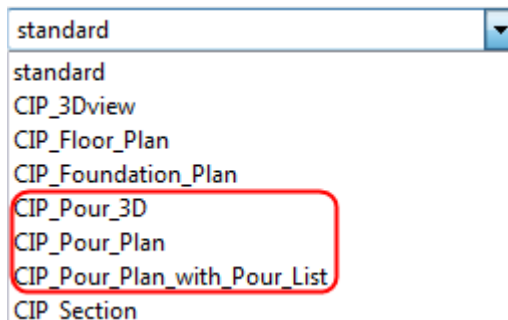 standard
standard
CIP_3Dview
CIP_Floor_Plan
CIP_Foundation_Plan
CIP_Pour_3D
CIP_Pour_Plan
CIP_Pour_Plan_with_Pour_List
CIP_Section